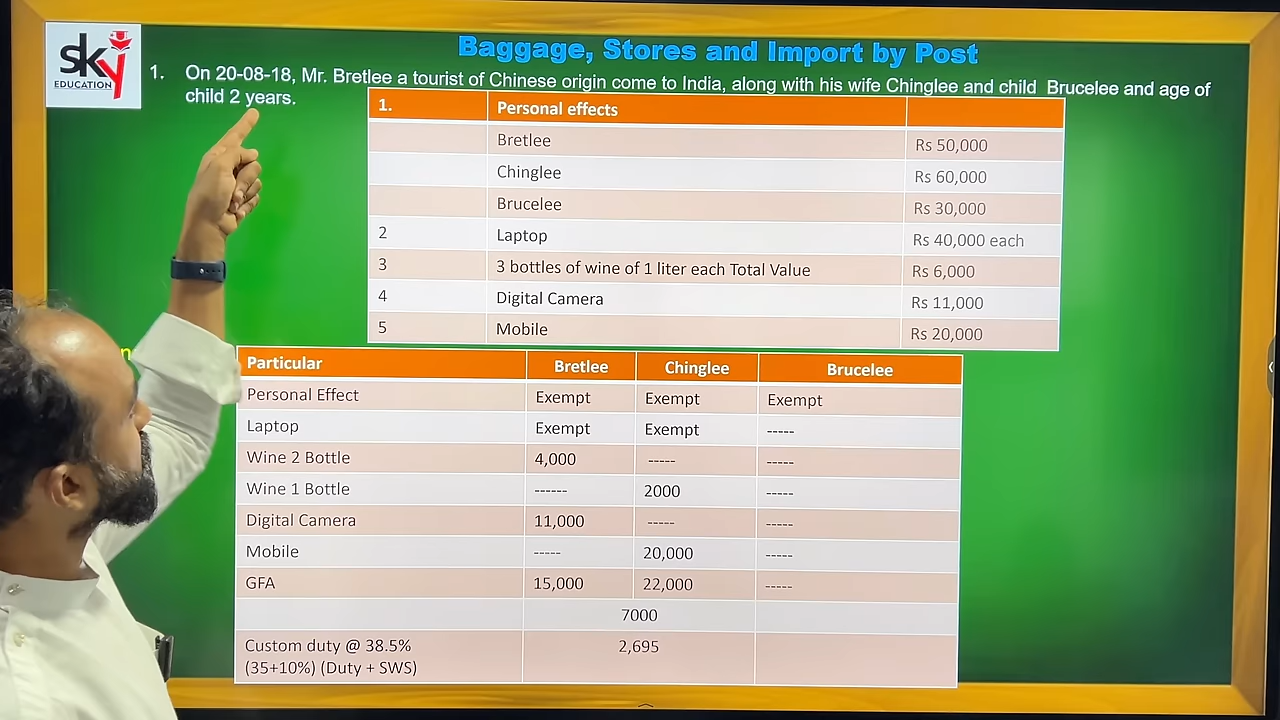 sky
EDUCATION
Baggage, Stores and Import by Post
1. On 20-08-18, Mr. Bretlee a tourist of Chinese origin come to India, along with his wife Chinglee and child Brucelee and age of
child 2 years.
1. Personal effects
Bretlee Rs 50,000
Chinglee Rs 60,000
Brucelee Rs 30,000
2 Laptop Rs 40,000 each
3 3 bottles of wine of 1 liter each Total Value Rs 6,000
4 Digital Camera Rs 11,000
5 Mobile Rs 20,000
Particular Bretlee Chinglee Brucelee
Personal Effect Exempt Exempt Exempt
Laptop Exempt Exempt -----
Wine 2 Bottle 4,000 ----- -----
Wine 1 Bottle ------ 2000 -----
Digital Camera 11,000 ----- -----
Mobile ----- 20,000 -----
GFA 15,000 22,000 -----
7000
Custom duty @ 38.5% 2,695
(35+10%) (Duty + SWS)